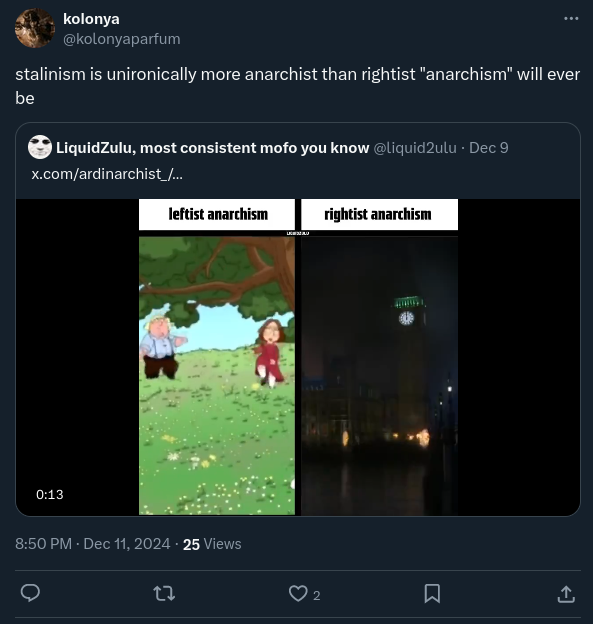 kolonya
@kolonyaparfum
stalinism is unironically more anarchist than rightist "anarchism" will ever
be
LiquidZulu, most consistent mofo you know @liquid2ulu · Dec 9
x.com/ardinarchist_/...
leftist anarchism
rightist anarchism
LIQUIDZULU
0:13
8:50 PM · Dec 11, 2024 · 25 Views
2